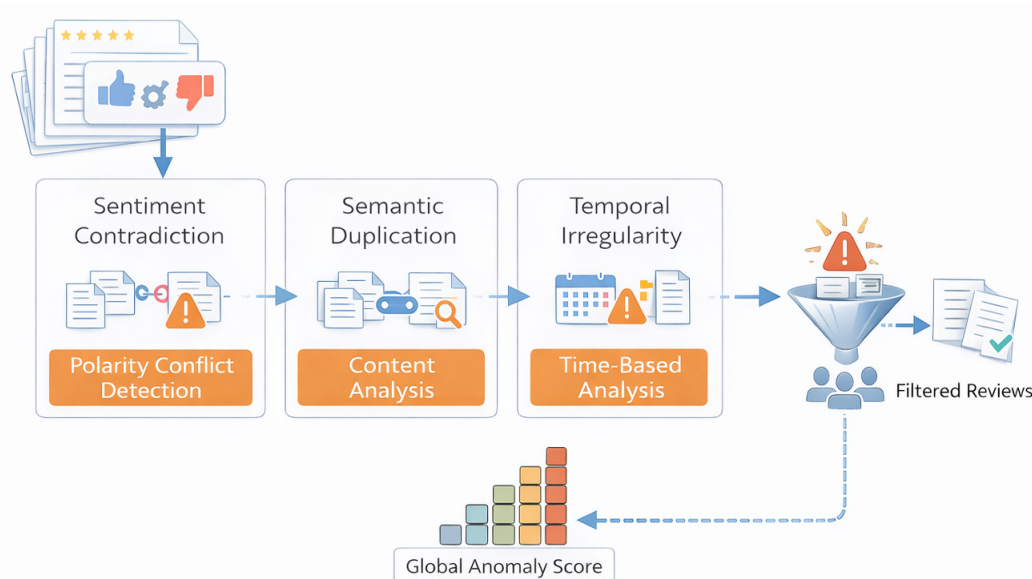 Sentiment
Contradiction
Polarity Conflict
Detection
Semantic
Duplication
Content
Analysis
Temporal
Irregularity
Time-Based
Analysis
Filtered Reviews
Global Anomaly Score